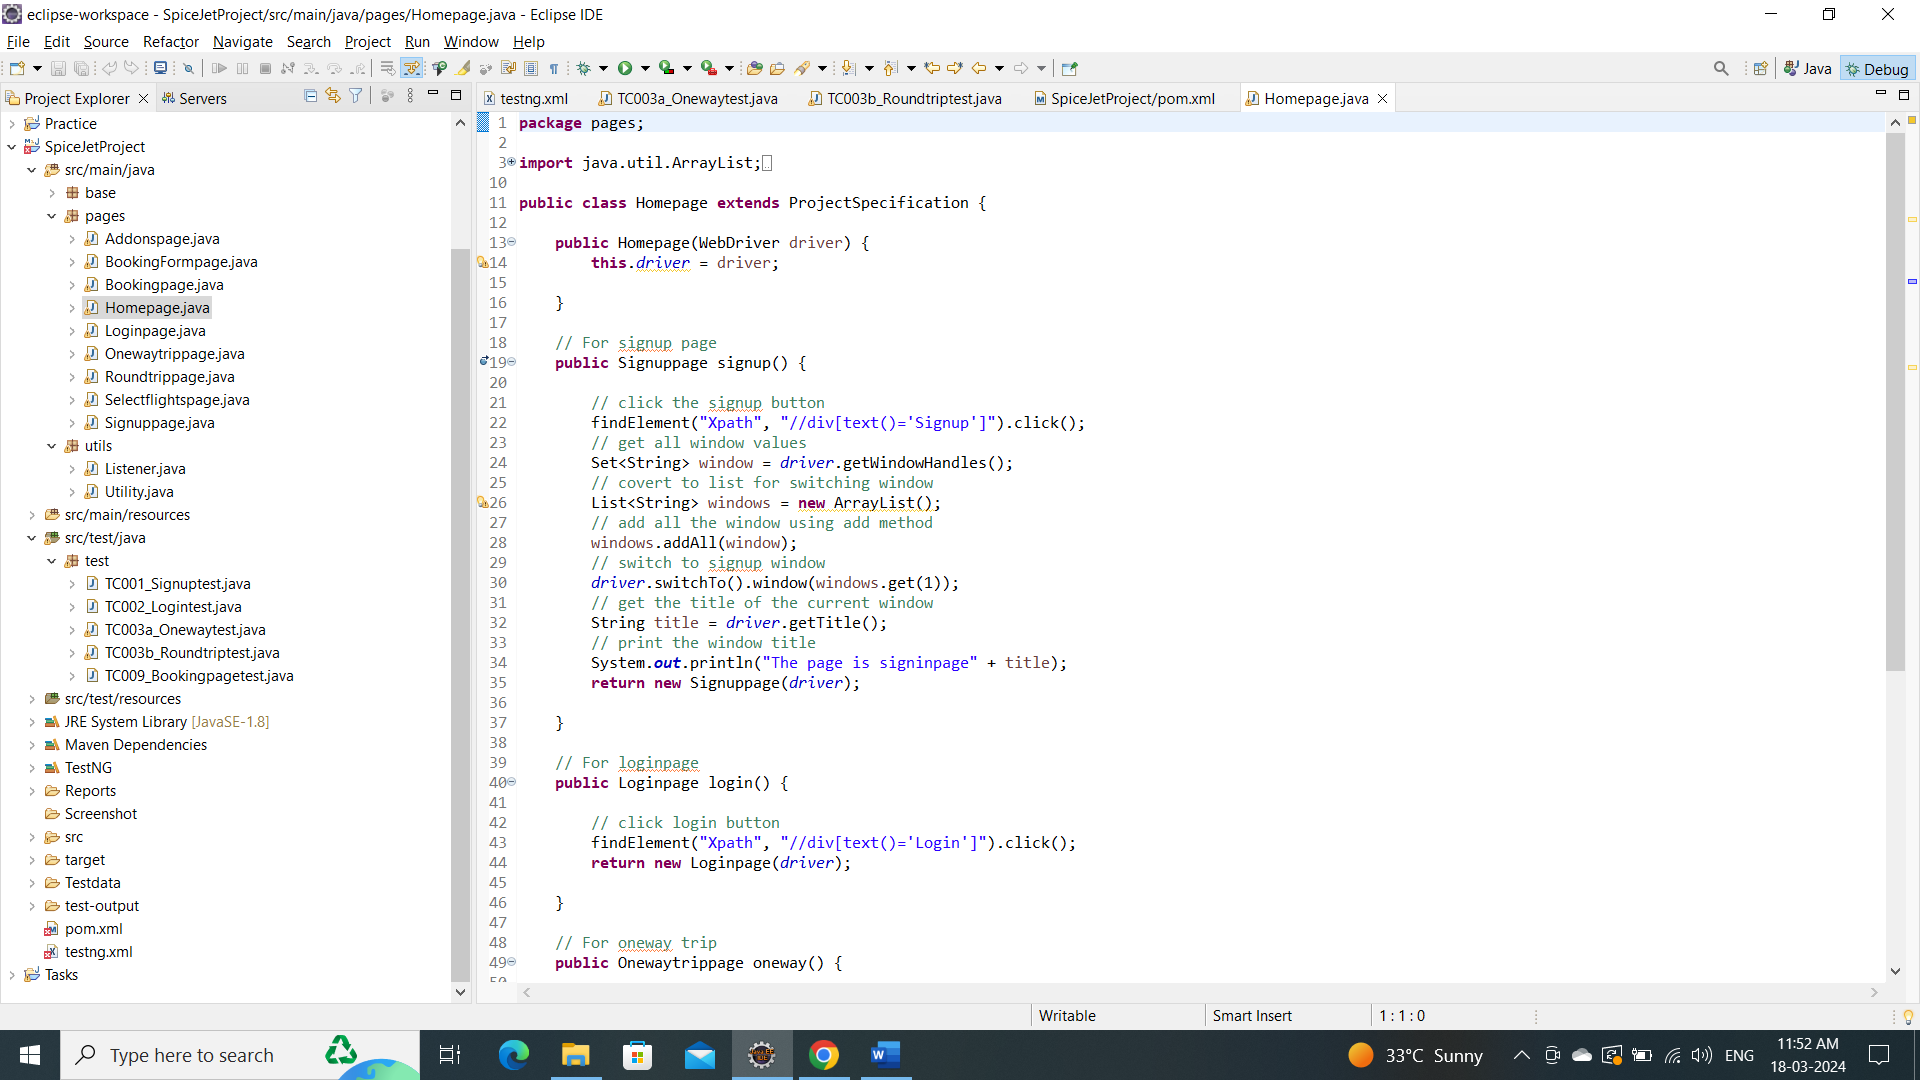 eclipse-workspace - SpiceJetProject/src/main/java/pages/Homepage.java - Eclipse IDE
File Edit Source Refactor Navigate Search Project Run Window Help
Java Debug
Project Explorer Servers
testng.xml TC003a_Onewaytest.java TC003b_Roundtriptest.java SpiceJetProject/pom.xml Homepage.java
Practice
SpiceJetProject
src/main/java
base
pages
Addonspage.java
BookingFormpage.java
Bookingpage.java
Homepage.java
Loginpage.java
Onewaytrippage.java
Roundtrippage.java
Selectflightspage.java
Signuppage.java
utils
Listener.java
Utility.java
src/main/resources
src/test/java
test
TC001_Signuptest.java
TC002_Logintest.java
TC003a_Onewaytest.java
TC003b_Roundtriptest.java
TC009_Bookingpagetest.java
src/test/resources
JRE System Library [JavaSE-1.8]
Maven Dependencies
TestNG
Reports
Screenshot
src
target
Testdata
test-output
pom.xml
testng.xml
Tasks
1 package pages;
2
3 import java.util.ArrayList;
10
11 public class Homepage extends ProjectSpecification {
12
13 public Homepage(WebDriver driver) {
14 this.driver = driver;
15
16 }
17
18 // For signup page
19 public Signuppage signup() {
20
21 // click the signup button
22 findElement("Xpath", "//div[text()='Signup']").click();
23 // get all window values
24 Set<String> window = driver.getWindowHandles();
25 // covert to list for switching window
26 List<String> windows = new ArrayList();
27 // add all the window using add method
28 windows.addAll(window);
29 // switch to signup window
30 driver.switchTo().window(windows.get(1));
31 // get the title of the current window
32 String title = driver.getTitle();
33 // print the window title
34 System.out.println("The page is signinpage" + title);
35 return new Signuppage(driver);
36
37 }
38
39 // For loginpage
40 public Loginpage login() {
41
42 // click login button
43 findElement("Xpath", "//div[text()='Login']").click();
44 return new Loginpage(driver);
45
46 }
47
48 // For oneway trip
49 public Onewaytrippage oneway() {
50
Writable Smart Insert 1 : 1 : 0
Type here to search
33°C Sunny
ENG
11:52 AM
18-03-2024